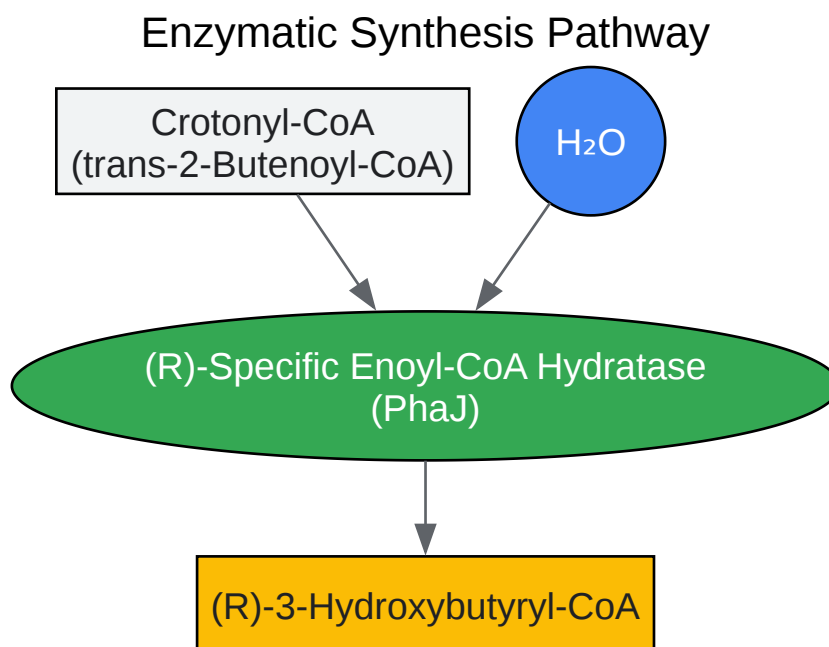 Enzymatic Synthesis Pathway
Crotonyl-CoA
(trans-2-Butenoyl-CoA)
H₂O
(R)-Specific Enoyl-CoA Hydratase
(PhaJ)
(R)-3-Hydroxybutyryl-CoA